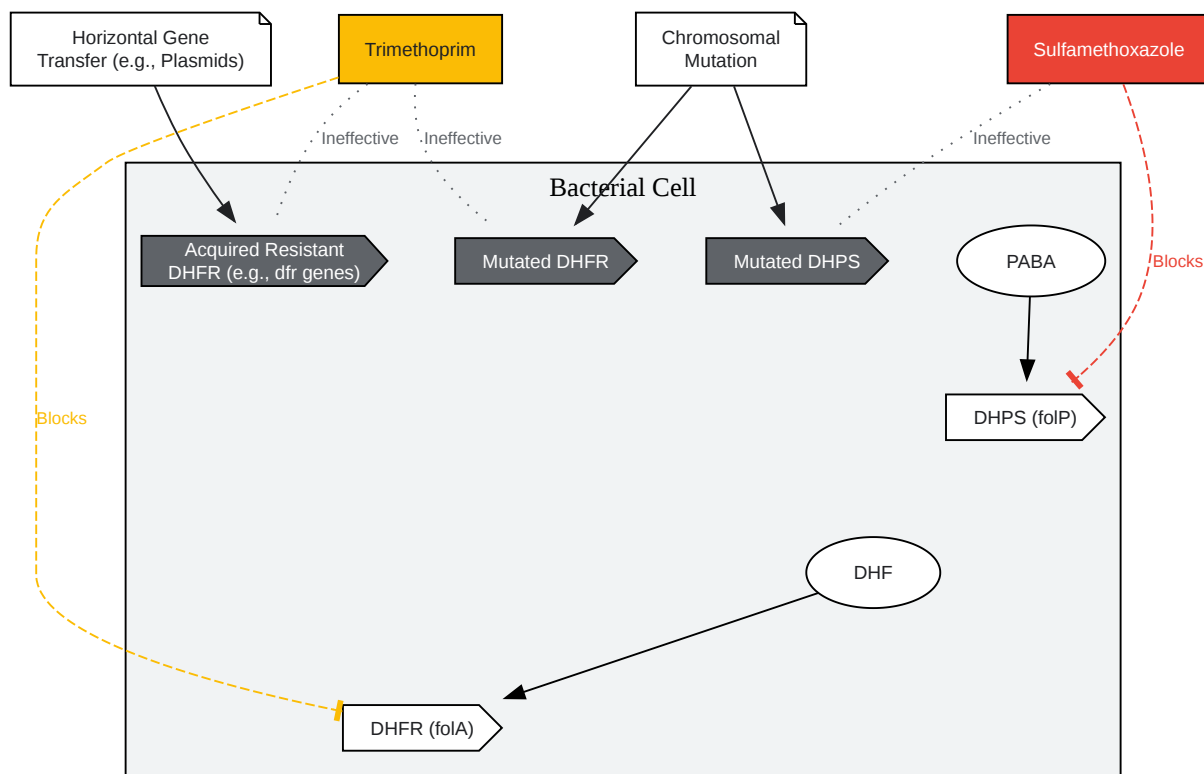 Horizontal Gene
Transfer (e.g., Plasmids)
Trimethoprim
Chromosomal
Mutation
Sulfamethoxazole
Ineffective
Ineffective
Ineffective
Bacterial Cell
Acquired Resistant
DHFR (e.g., dfr genes)
Mutated DHFR
Mutated DHPS
PABA
Blocks
Blocks
DHPS (folP)
DHF
DHFR (folA)